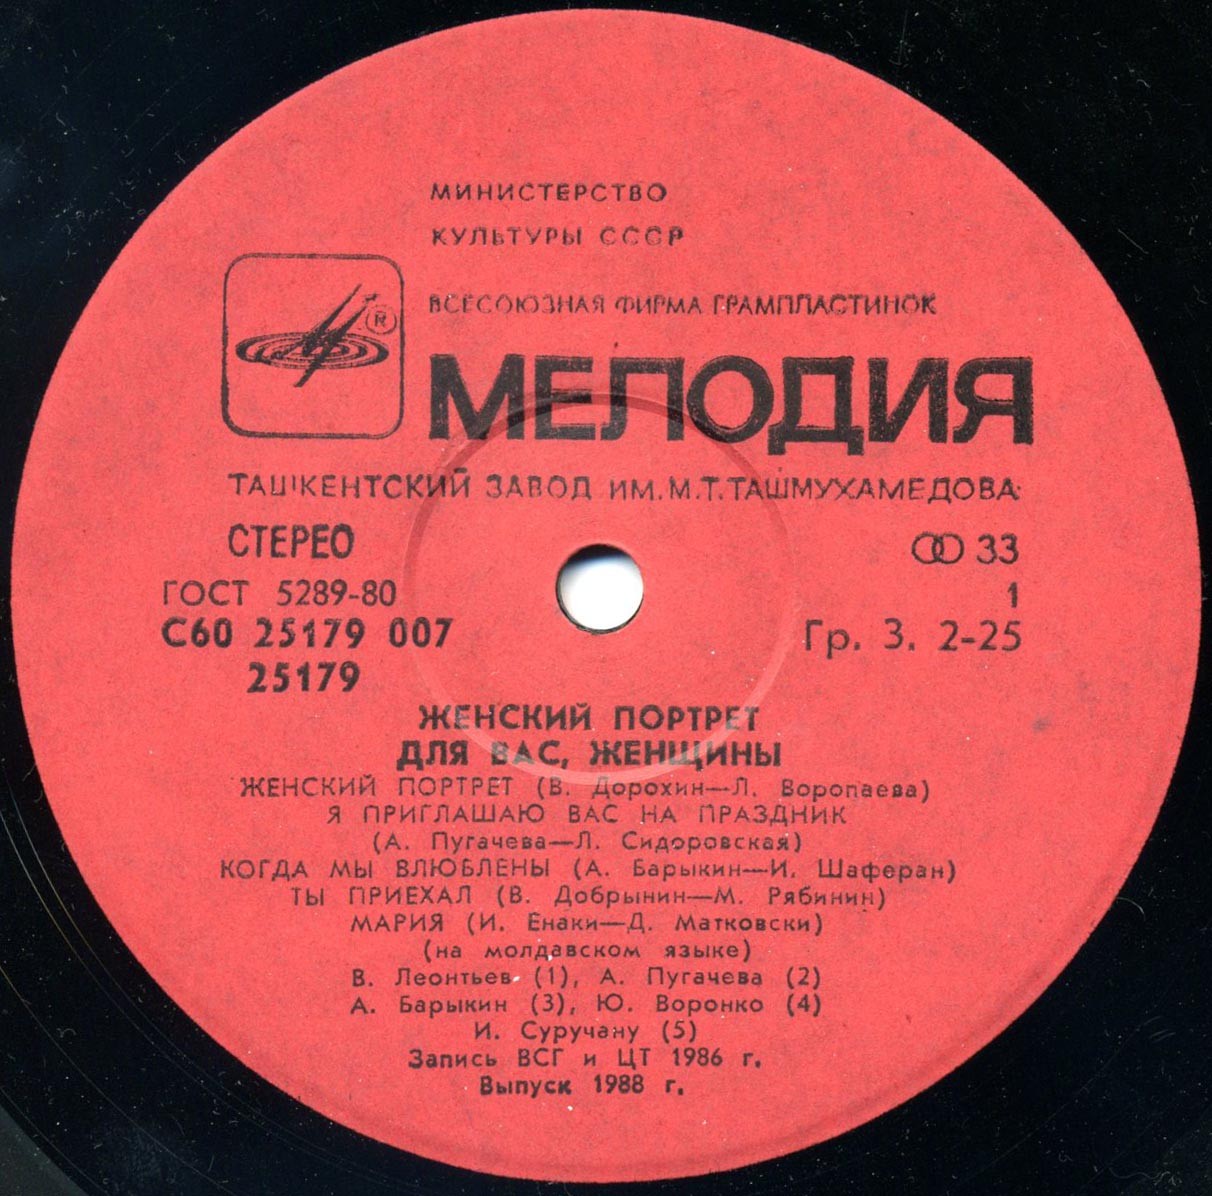 МИНИСТЕРСТВО
КУЛЬТУРЫ СССР
ВСЕСОЮЗНАЯ ФИРМА ГРАМПЛАСТИНОК
®
МЕЛОДИЯ
ТАШКЕНТСКИЙ ЗАВОД ИМ. М. Т. ТАШМУХАМЕДОВА
СТЕРЕО
33
ГОСТ 5289-80
1
С60 25179 007
Гр. 3. 2-25
25179
ЖЕНСКИЙ ПОРТРЕТ
ДЛЯ ВАС, ЖЕНЩИНЫ
ЖЕНСКИЙ ПОРТРЕТ (В. Дорохин—Л. Воропаева)
Я ПРИГЛАШАЮ ВАС НА ПРАЗДНИК
(А. Пугачева—Л. Сидоровская)
КОГДА МЫ ВЛЮБЛЕНЫ (А. Барыкин—И. Шаферан)
ТЫ ПРИЕХАЛ (В. Добрынин—М. Рябинин)
МАРИЯ (И. Енаки—Д. Матковски)
(на молдавском языке)
В. Леонтьев (1), А. Пугачева (2)
А. Барыкин (3), Ю. Воронко (4)
И. Суручану (5)
Запись ВСГ и ЦТ 1986 г.
Выпуск 1988 г.